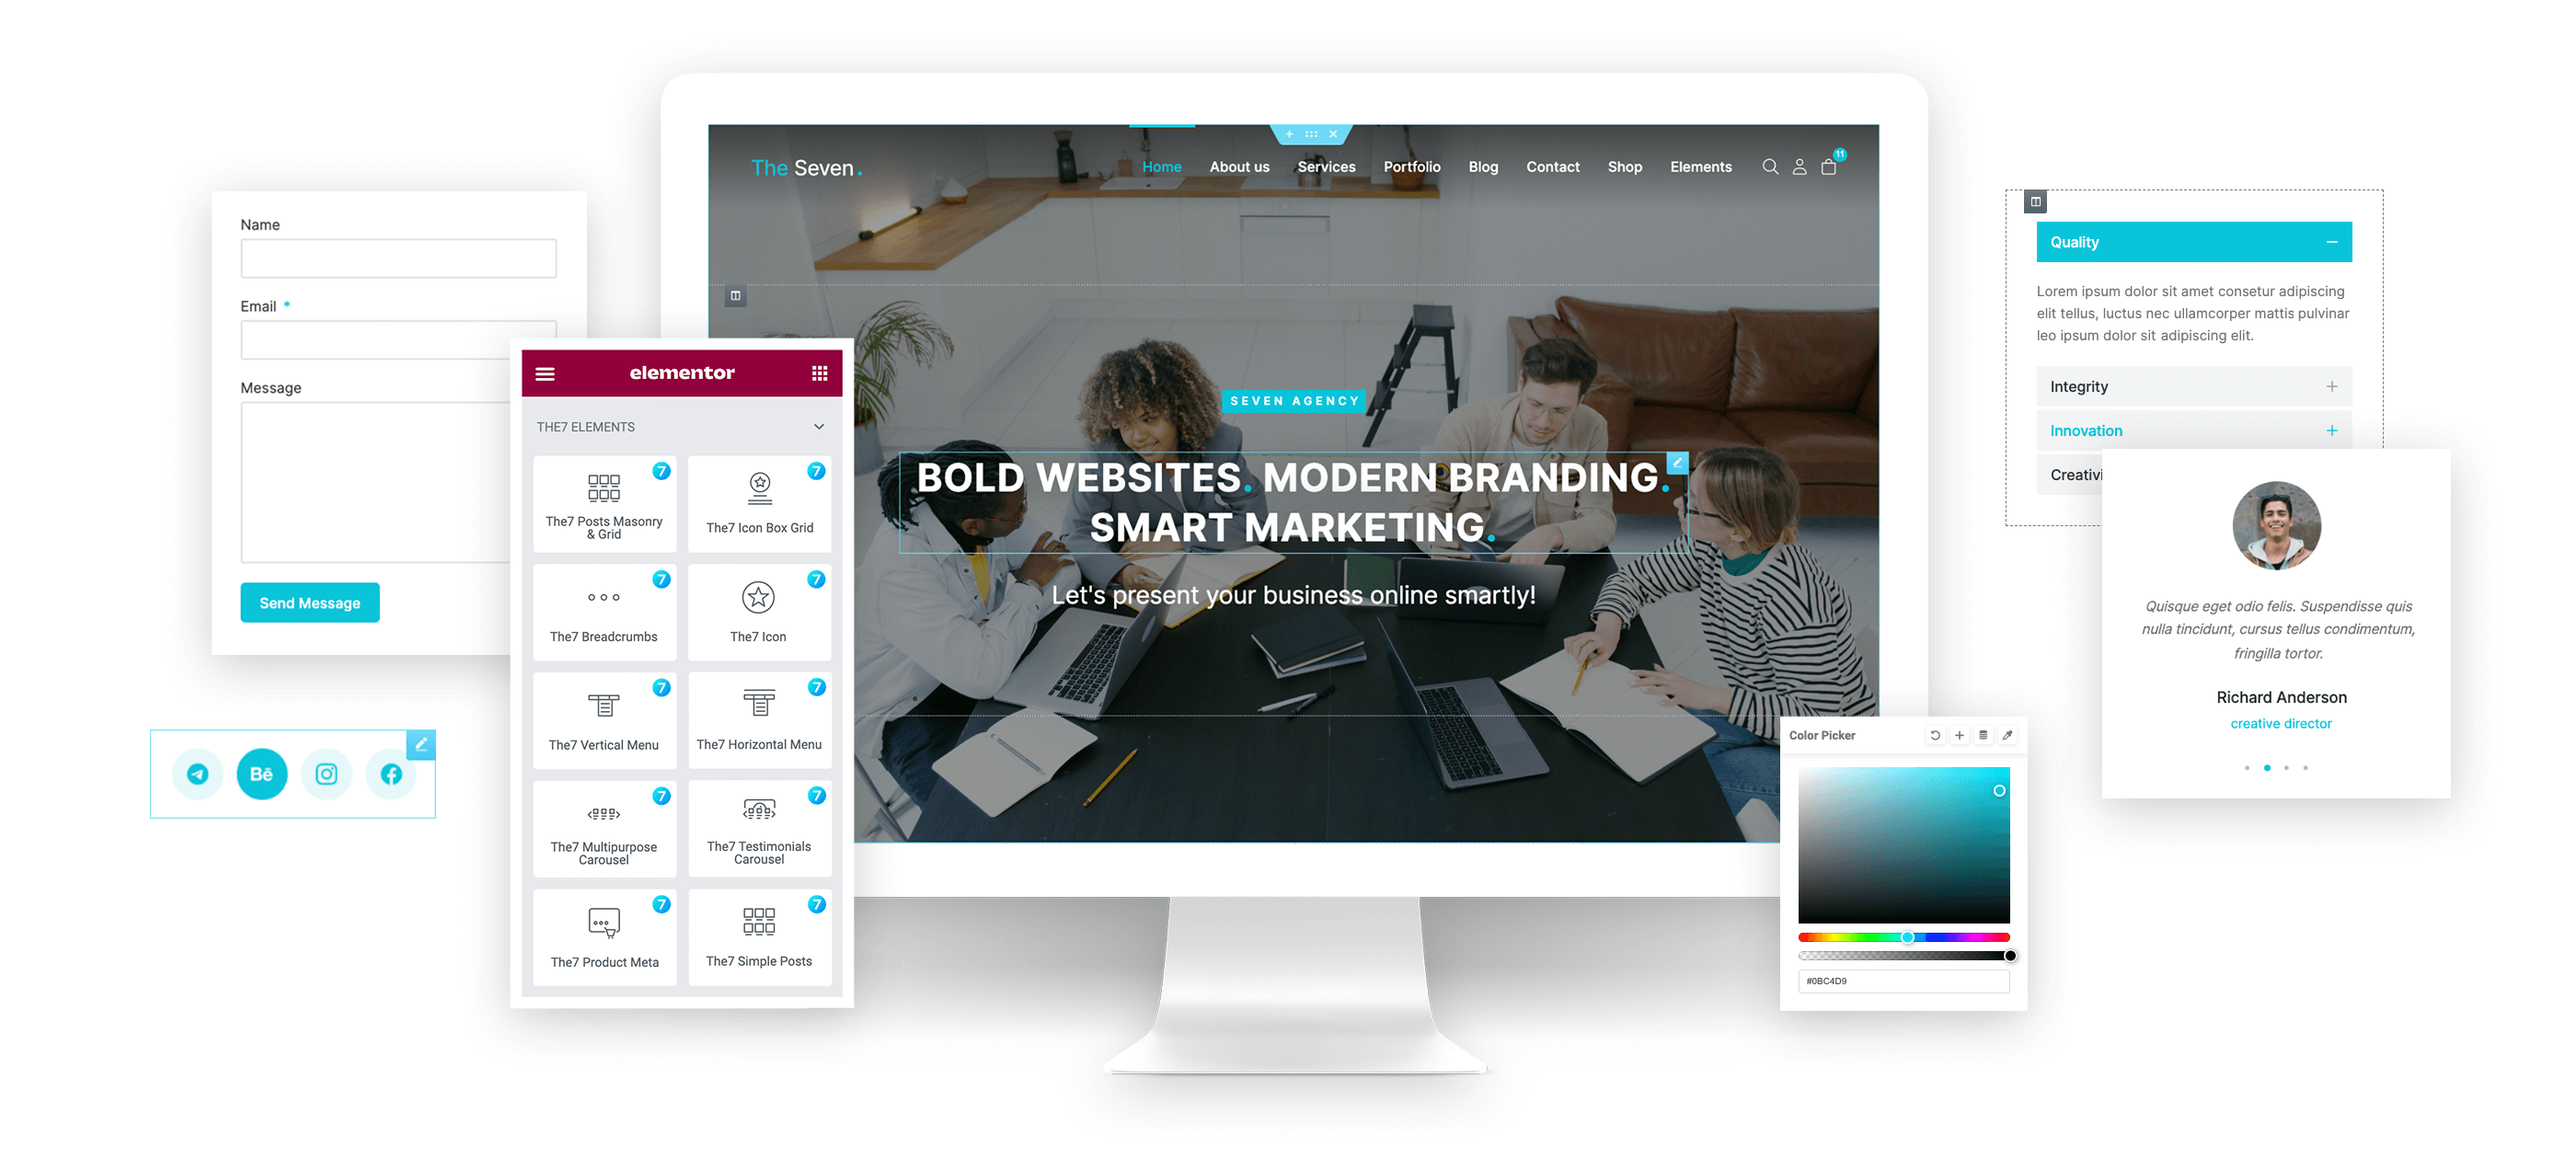 Name
Email *
Message
Send Message
Bē
elementor
THE7 ELEMENTS
7
The7 Posts Masonry
& Grid
7
The7 Icon Box Grid
7
The7 Breadcrumbs
7
The7 Icon
7
The7 Vertical Menu
7
The7 Horizontal Menu
7
The7 Multipurpose
Carousel
7
The7 Testimonials
Carousel
7
The7 Product Meta
7
The7 Simple Posts
The Seven.
Home About us Services Portfolio Blog Contact Shop Elements
11
SEVEN AGENCY
BOLD WEBSITES. MODERN BRANDING.
SMART MARKETING.
Let's present your business online smartly!
Color Picker
#0BC4D9
Quality
Lorem ipsum dolor sit amet consetur adipiscing
elit tellus, luctus nec ullamcorper mattis pulvinar
leo ipsum dolor sit adipiscing elit.
Integrity
Innovation
Creativi
Quisque eget odio felis. Suspendisse quis
nulla tincidunt, cursus tellus condimentum,
fringilla tortor.
Richard Anderson
creative director